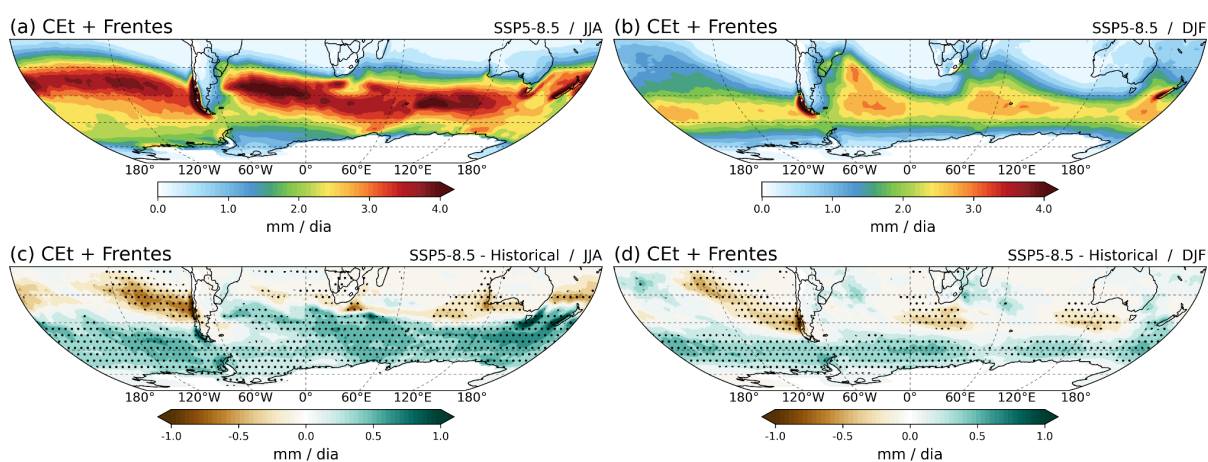 (a) CEt + Frentes SSP5-8.5 / JJA
180° 120°W 60°W 0° 60°E 120° 180°
0.0 1.0 2.0 3.0 4.0
mm / dia
(b) CEt + Frentes SSP5-8.5 / DJF
180° 120°W 60°W 0° 60°E 120° 180°
0.0 1.0 2.0 3.0 4.0
mm / dia
(c) CEt + Frentes SSP5-8.5 - Historical / JJA
180° 120°W 60°W 0° 60°E 120° 180°
-1.0 -0.5 0.0 0.5 1.0
mm / dia
(d) CEt + Frentes SSP5-8.5 - Historical / DJF
180° 120°W 60°W 0° 60°E 120° 180°
-1.0 -0.5 0.0 0.5 1.0
mm / dia